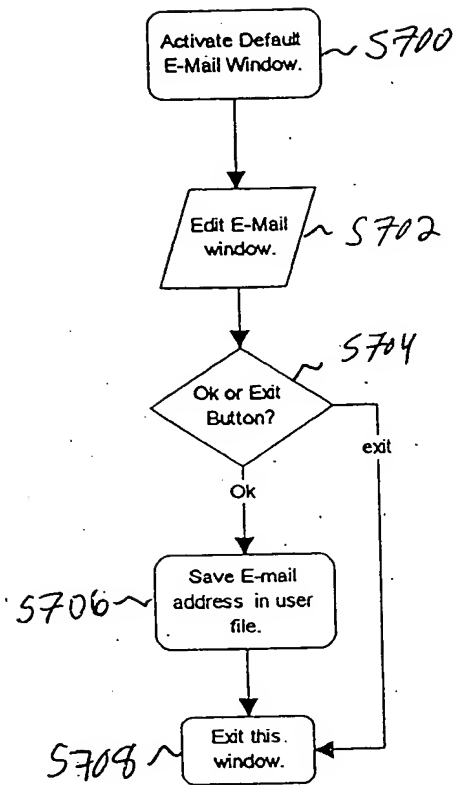 Activate Default
E-Mail Window.
S700
Edit E-Mail
window.
S702
S704
Ok or Exit
Button?
exit
Ok
Save E-mail
address in user
file.
S706
Exit this.
window.
S708